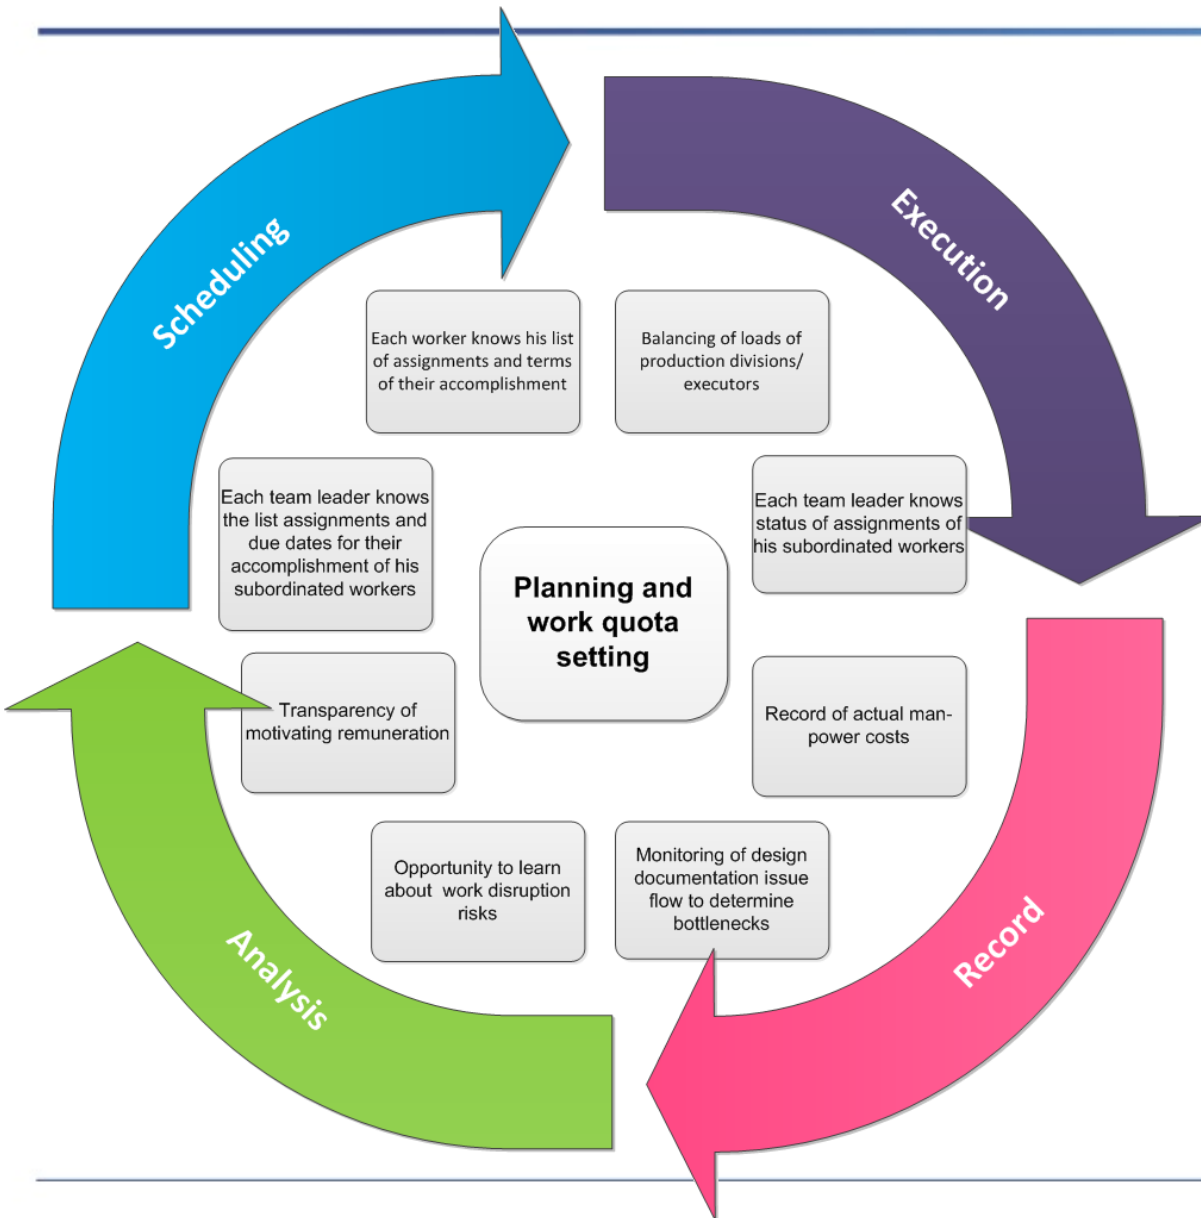 Scheduling
Execution
Each worker knows his list
of assignments and terms
of their accomplishment
Balancing of loads of
production divisions/
executors
Each team leader knows
the list assignments and
due dates for their
accomplishment of his
subordinated workers
Each team leader knows
status of assignments of
his subordinated workers
Planning and
work quota
setting
Transparency of
motivating remuneration
Record of actual man-
power costs
Opportunity to learn
about work disruption
risks
Monitoring of design
documentation issue
flow to determine
bottlenecks
Analysis
Record